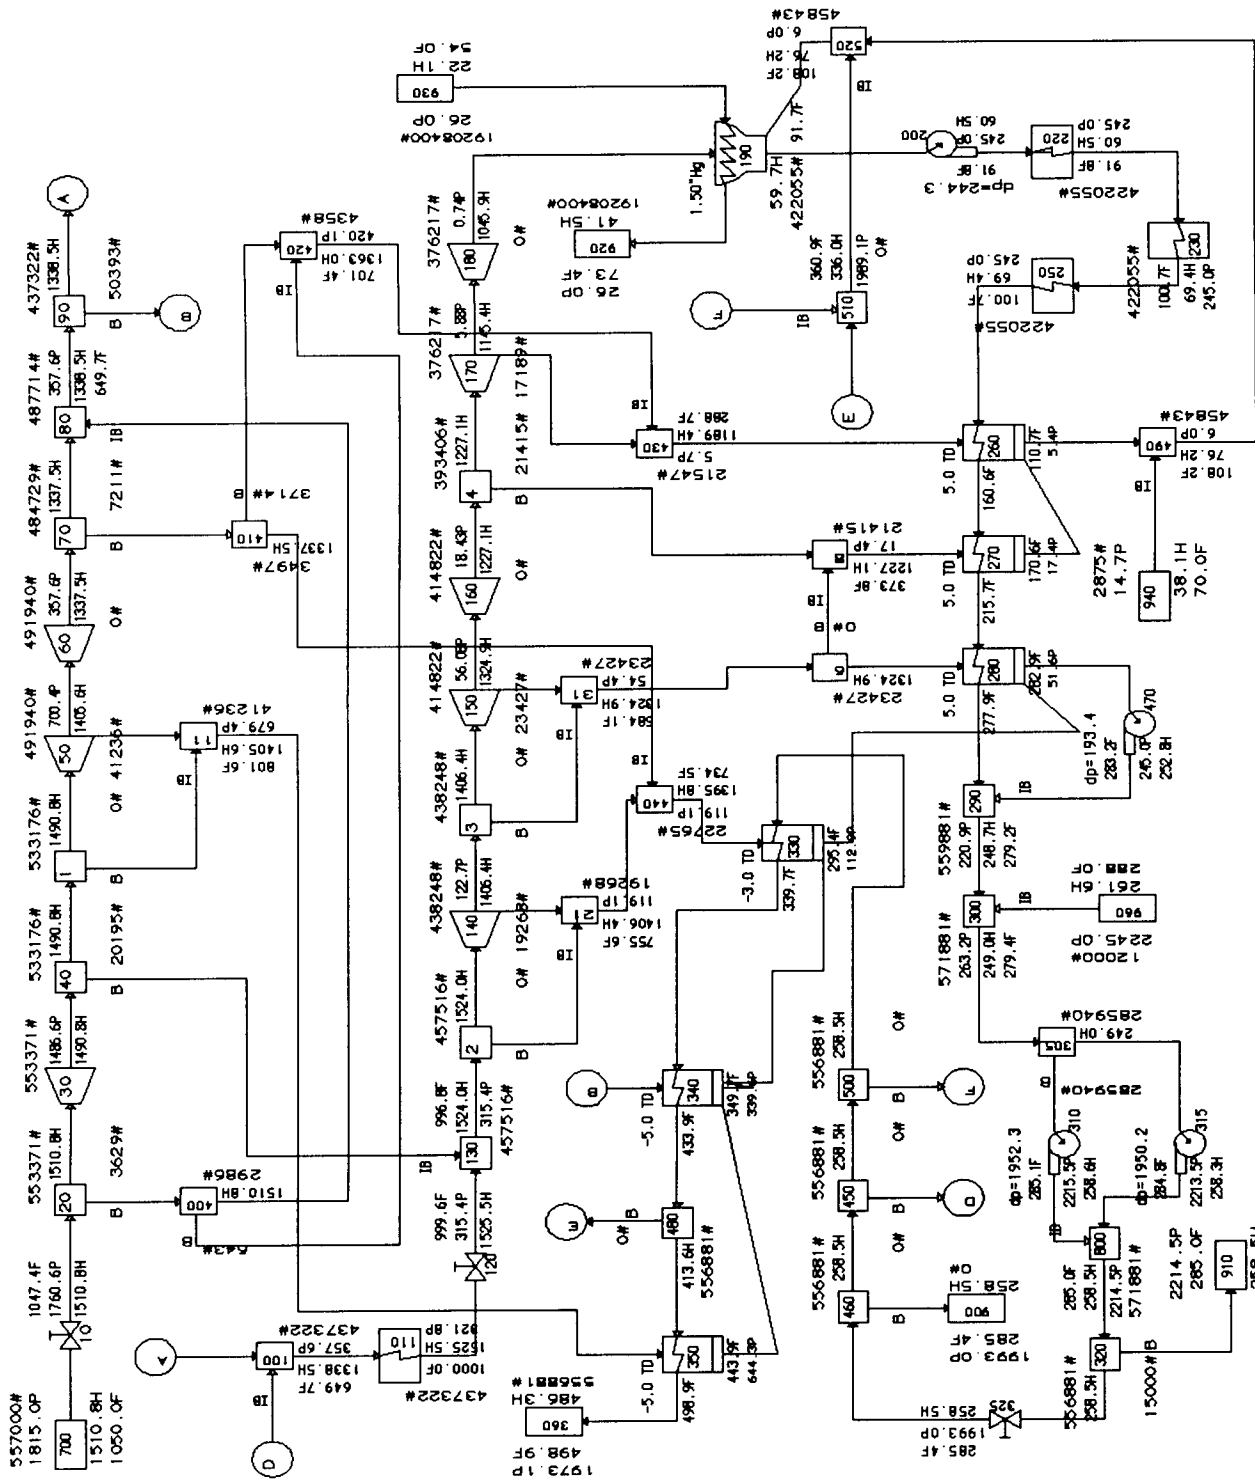 557000#
1815.0P
700
1510.8H
1050.0F
1047.4F
1760.6P
1510.8H
10
553371#
1510.8H
20
B
3629#
553371#
1486.6P
1490.8H
30
533176#
1490.8H
40
B
20195#
533176#
1490.8H
1
B
0#
491940#
700.4P
1405.6H
50
41236#
491940#
357.6P
1337.5H
60
0#
484729#
1337.5H
70
B
7211#
487714#
357.6P
1338.5H
649.7F
80
IB
437322#
1338.5H
90
B
50393#
A
B
2986#
1510.8H
400
B
41236#
679.4P
1405.6H
801.6F
11
IB
3714#B
410
1337.5H
3497#
4358#
420.1P
1363.0H
701.4F
420
IB
A
D
IB
100
437322#
357.6P
1338.5H
649.7F
110
1525.5H
1000.0F
437322#
999.6F
315.4P
1525.5H
120
996.8F
1524.0H
315.4P
130
IB
457516#
457516#
1524.0H
2
B
0#
438248#
122.7P
1406.4H
140
19268#
438248#
1406.4H
3
B
0#
414822#
56.08P
1324.9H
150
23427#
414822#
18.43P
1227.1H
160
0#
393406#
1227.1H
4
B
21415#
376217#
5.88P
1145.4H
170
17189#
376217#
0.74P
1045.9H
180
0#
19268#
119.1P
1406.4H
755.6F
IB
23427#
54.4P
1324.9H
584.1F
31
IB
22765#
119.1P
1395.8H
734.5F
440
IB
21547#
5.7P
1189.4H
288.7F
430
IB
21415#
17.4P
1227.1H
373.8F
IB
0#B
1324.9H
23427#
54.0F
22.1H
930
26.0P
19208400#
1.50"Hg
190
91.7F
59.7H
422055#
19208400#
41.5H
920
73.4F
26.0P
45843#
6.0P
76.2H
108.2F
520
IB
F
IB
360.9F
336.0H
1989.1P
0#
510
E
200
60.5H
245.0P
91.8F
dp=244.3
245.0P
60.5H
91.8F
220
422055#
422055#
100.7F
69.4H
245.0P
230
245.0P
69.4H
100.7F
250
422055#
5.0 TD
260
160.6F
110.7F
5.4P
5.0 TD
270
215.7F
170.6F
17.4P
5.0 TD
280
277.9F
282.9F
51.6P
45843#
6.0P
76.2H
108.2F
490
IB
2875#
14.7P
940
38.1H
70.0F
dp=193.4
283.2F
245.0P
252.8H
470
IB
559881#
220.9P
248.7H
279.2F
290
571881#
263.2P
249.0H
279.4F
300
IB
288.0F
261.6H
960
2245.0P
12000#
285940#
249.0H
305
B
285940#
dp=1952.3
285.1F
2215.5P
258.6H
310
IB
dp=1950.2
284.8F
2213.5P
258.3H
315
285.0F
258.5H
2214.5P
800
571881#
556881#
258.5H
320
15000#B
2214.5P
285.0F
910
258.5H
1993.0P
285.4F
325
556881#
258.5H
460
B
0#
258.5H
900
285.4F
1993.0P
556881#
258.5H
450
B
0#
D
556881#
258.5H
500
B
0#
F
-3.0 TD
339.7F
330
295.4F
112.9P
B
-5.0 TD
340
433.9F
E
0#B
480
413.6H
556881#
-5.0 TD
350
443.9F
644.3P
498.9F
556881#
486.3H
360
498.9F
1973.1P